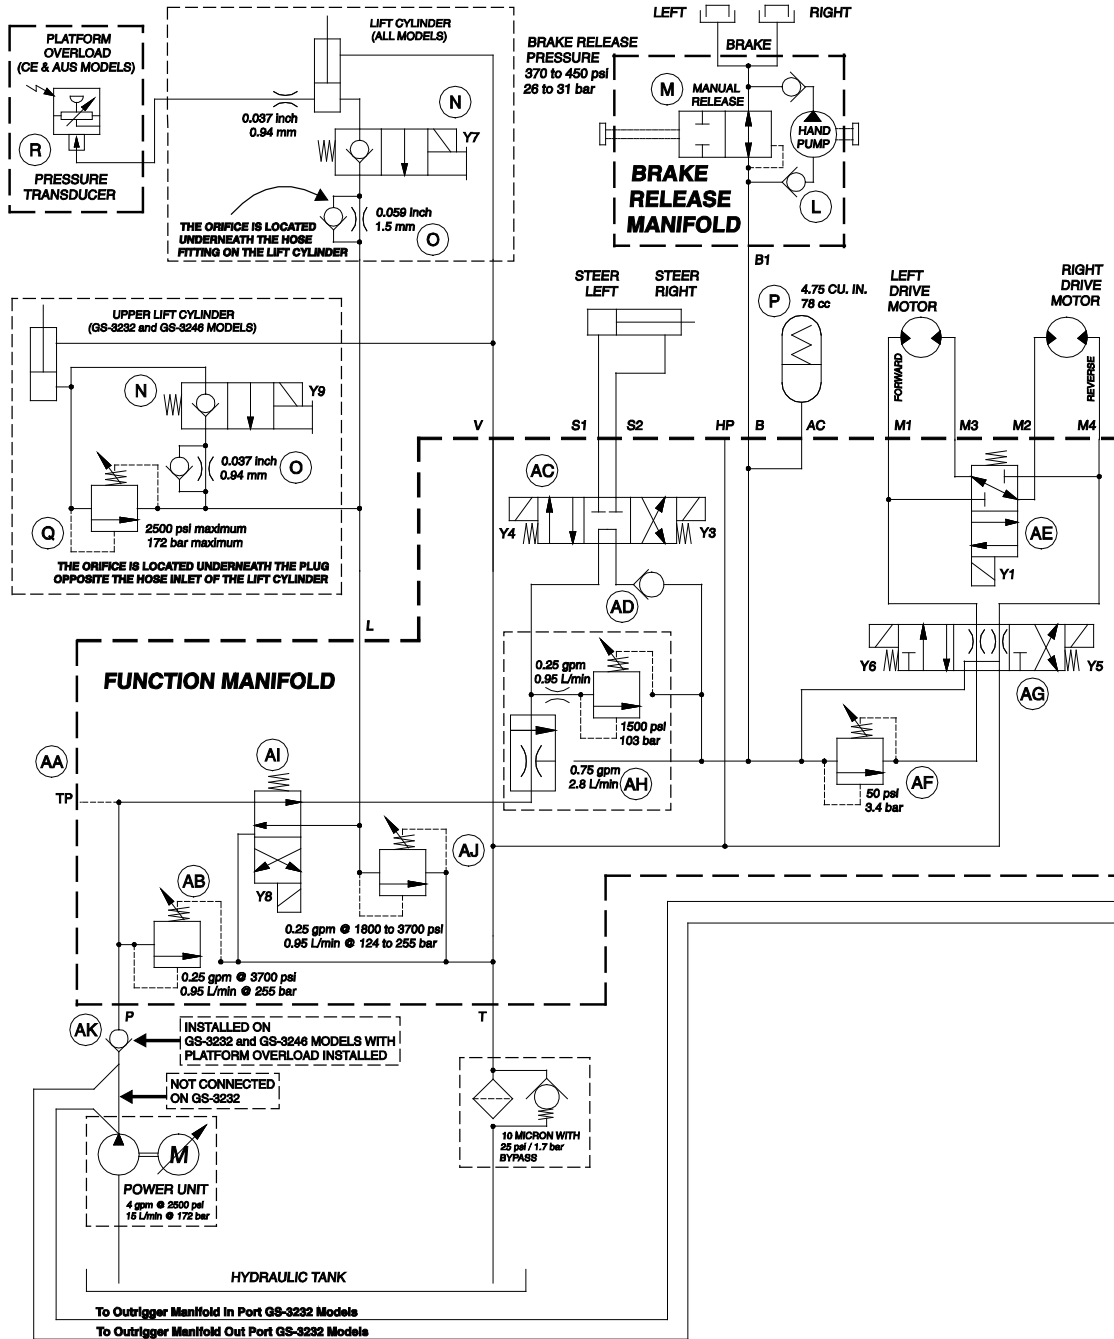 LEFT
RIGHT
BRAKE
PLATFORM
OVERLOAD
(CE & AUS MODELS)
R
PRESSURE
TRANSDUCER
LIFT CYLINDER
(ALL MODELS)
N
0.037 inch
0.94 mm
Y7
THE ORIFICE IS LOCATED
UNDERNEATH THE HOSE
FITTING ON THE LIFT CYLINDER
0.059 inch
1.5 mm
O
BRAKE RELEASE
PRESSURE
370 to 450 psi
26 to 31 bar
M
MANUAL
RELEASE
HAND
PUMP
BRAKE
RELEASE
MANIFOLD
L
B1
UPPER LIFT CYLINDER
(GS-3232 and GS-3246 MODELS)
N
Y9
0.037 inch
0.94 mm
O
Q
2500 psi maximum
172 bar maximum
THE ORIFICE IS LOCATED UNDERNEATH THE PLUG
OPPOSITE THE HOSE INLET OF THE LIFT CYLINDER
STEER
LEFT
STEER
RIGHT
P
4.75 CU. IN.
78 cc
LEFT
DRIVE
MOTOR
RIGHT
DRIVE
MOTOR
FORWARD
REVERSE
V
S1
S2
HP
B
AC
M1
M3
M2
M4
AC
Y4
Y3
AE
Y1
AD
L
FUNCTION MANIFOLD
0.25 gpm
0.95 L/min
1500 psi
103 bar
0.75 gpm
2.8 L/min
AH
Y6
Y5
AG
50 psi
3.4 bar
AF
AA
TP
AI
Y8
AJ
0.25 gpm @ 1800 to 3700 psi
0.95 L/min @ 124 to 255 bar
AB
0.25 gpm @ 3700 psi
0.95 L/min @ 255 bar
P
T
AK
INSTALLED ON
GS-3232 and GS-3246 MODELS WITH
PLATFORM OVERLOAD INSTALLED
NOT CONNECTED
ON GS-3232
M
POWER UNIT
4 gpm @ 2500 psi
15 L/min @ 172 bar
10 MICRON WITH
25 psi / 1.7 bar
BYPASS
HYDRAULIC TANK
To Outrigger Manifold In Port GS-3232 Models
To Outrigger Manifold Out Port GS-3232 Models